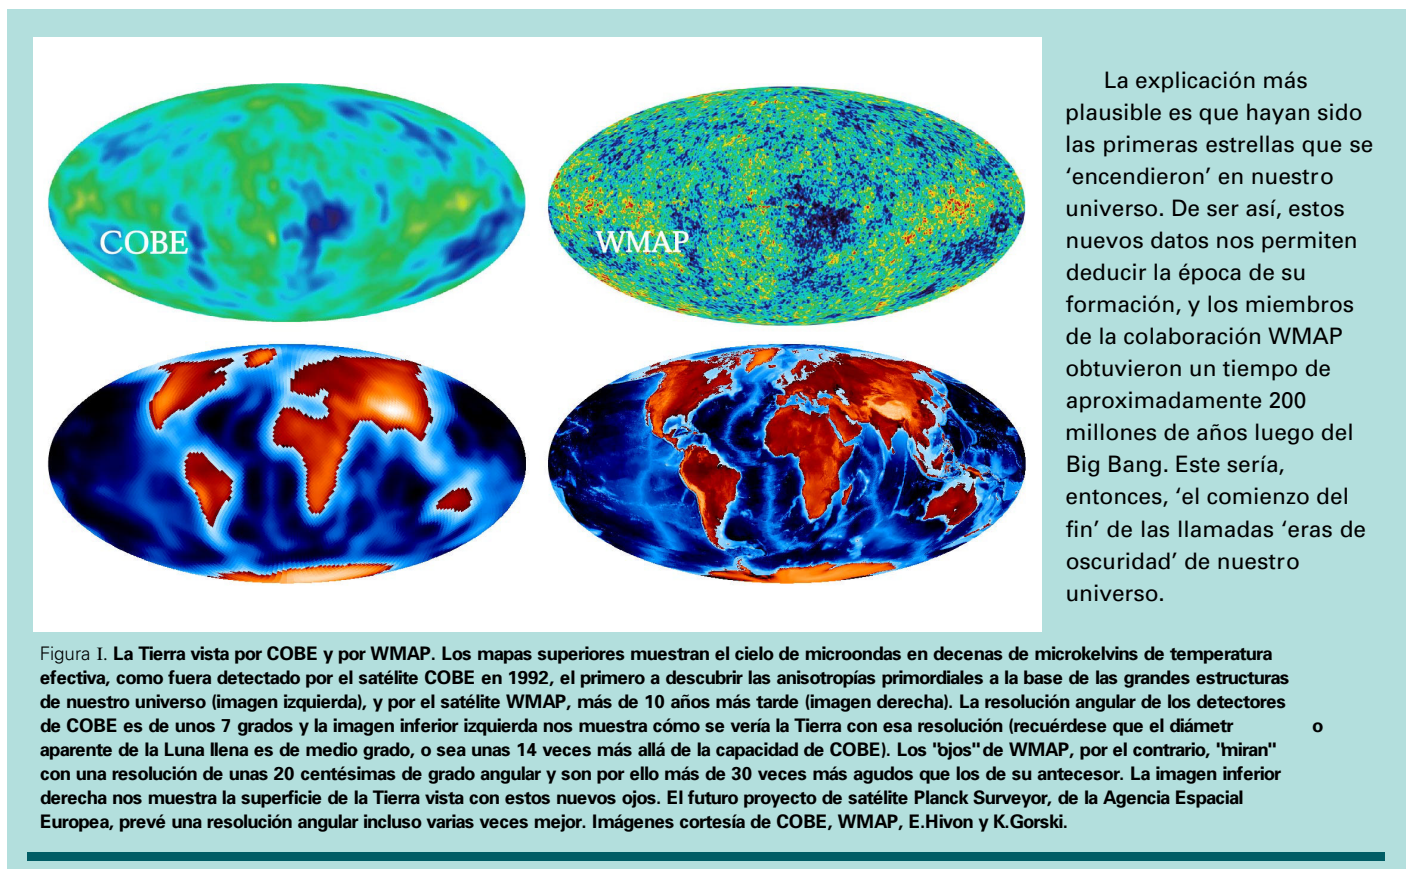 COBE
WMAP
La explicación más
plausible es que hayan sido
las primeras estrellas que se
‘encendieron’ en nuestro
universo. De ser así, estos
nuevos datos nos permiten
deducir la época de su
formación, y los miembros
de la colaboración WMAP
obtuvieron un tiempo de
aproximadamente 200
millones de años luego del
Big Bang. Este sería,
entonces, ‘el comienzo del
fin’ de las llamadas ‘eras de
oscuridad’ de nuestro
universo.
Figura I. La Tierra vista por COBE y por WMAP. Los mapas superiores muestran el cielo de microondas en decenas de microkelvins de temperatura
efectiva, como fuera detectado por el satélite COBE en 1992, el primero a descubrir las anisotropías primordiales a la base de las grandes estructuras
de nuestro universo (imagen izquierda), y por el satélite WMAP, más de 10 años más tarde (imagen derecha). La resolución angular de los detectores
de COBE es de unos 7 grados y la imagen inferior izquierda nos muestra cómo se vería la Tierra con esa resolución (recuérdese que el diámetr o
aparente de la Luna llena es de medio grado, o sea unas 14 veces más allá de la capacidad de COBE). Los "ojos" de WMAP, por el contrario, "miran"
con una resolución de unas 20 centésimas de grado angular y son por ello más de 30 veces más agudos que los de su antecesor. La imagen inferior
derecha nos muestra la superficie de la Tierra vista con estos nuevos ojos. El futuro proyecto de satélite Planck Surveyor, de la Agencia Espacial
Europea, prevé una resolución angular incluso varias veces mejor. Imágenes cortesía de COBE, WMAP, E.Hivon y K.Gorski.